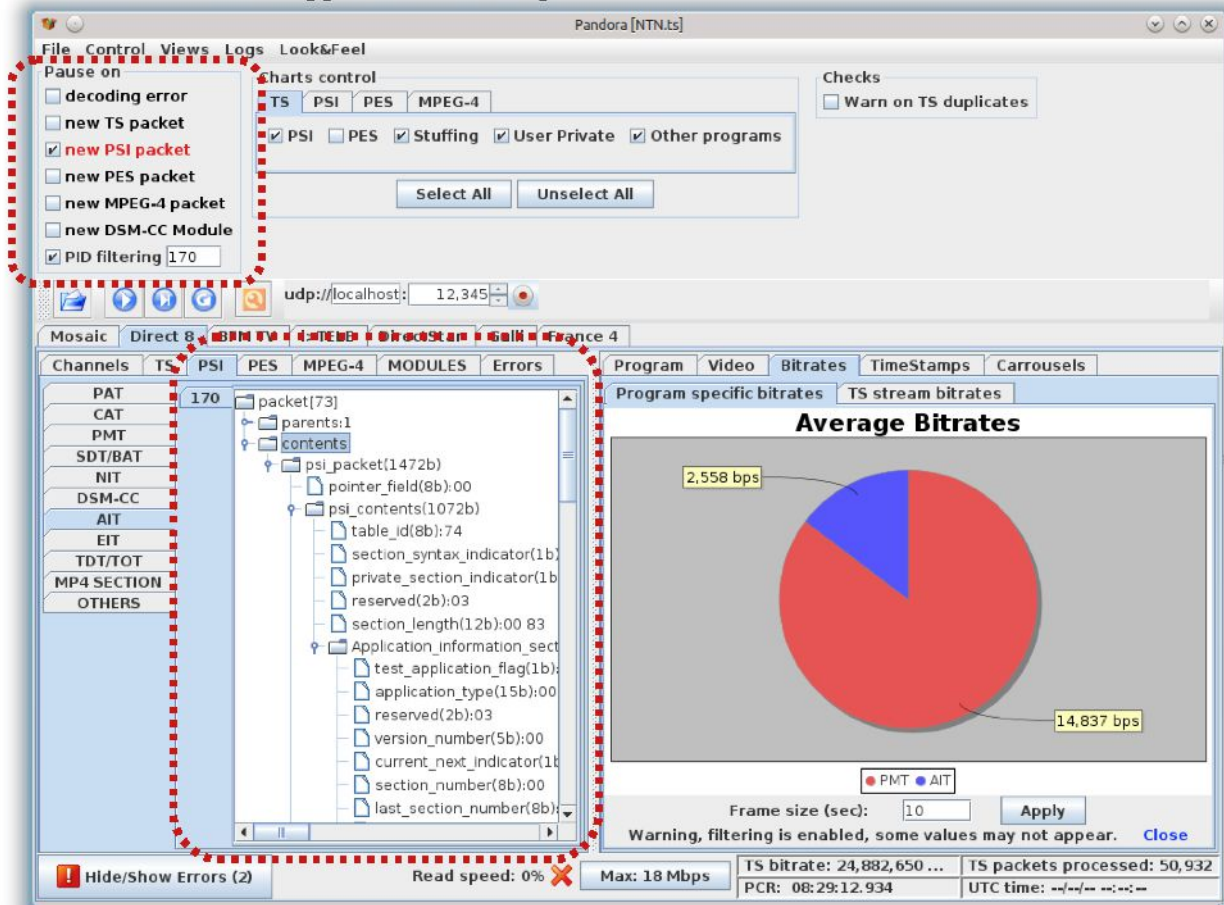 Pandora [NTN.ts]
File Control Views Logs Look&Feel
Pause on
decoding error
new TS packet
new PSI packet
new PES packet
new MPEG-4 packet
new DSM-CC Module
PID filtering 170
Charts control
TS PSI PES MPEG-4
PSI PES Stuffing User Private Other programs
Select All Unselect All
Checks
Warn on TS duplicates
udp://localhost: 12,345
Mosaic Direct 8 BFM TV i>TELE DirectStar Gulli France 4
Channels TS PSI PES MPEG-4 MODULES Errors
PAT
CAT
PMT
SDT/BAT
NIT
DSM-CC
AIT
EIT
TDT/TOT
MP4 SECTION
OTHERS
170
packet[73]
parents:1
contents
psi_packet(1472b)
pointer_field(8b):00
psi_contents(1072b)
table_id(8b):74
section_syntax_indicator(1b)
private_section_indicator(1b
reserved(2b):03
section_length(12b):00 83
Application_information_sect
test_application_flag(1b):
application_type(15b):00
reserved(2b):03
version_number(5b):00
current_next_indicator(1b
section_number(8b):00
last_section_number(8b):
Program Video Bitrates TimeStamps Carrousels
Program specific bitrates TS stream bitrates
Average Bitrates
2,558 bps
14,837 bps
PMT AIT
Frame size (sec): 10 Apply
Warning, filtering is enabled, some values may not appear. Close
Hide/Show Errors (2) Read speed: 0% Max: 18 Mbps
TS bitrate: 24,882,650 ... TS packets processed: 50,932
PCR: 08:29:12.934 UTC time: --/--/-- --:--:--